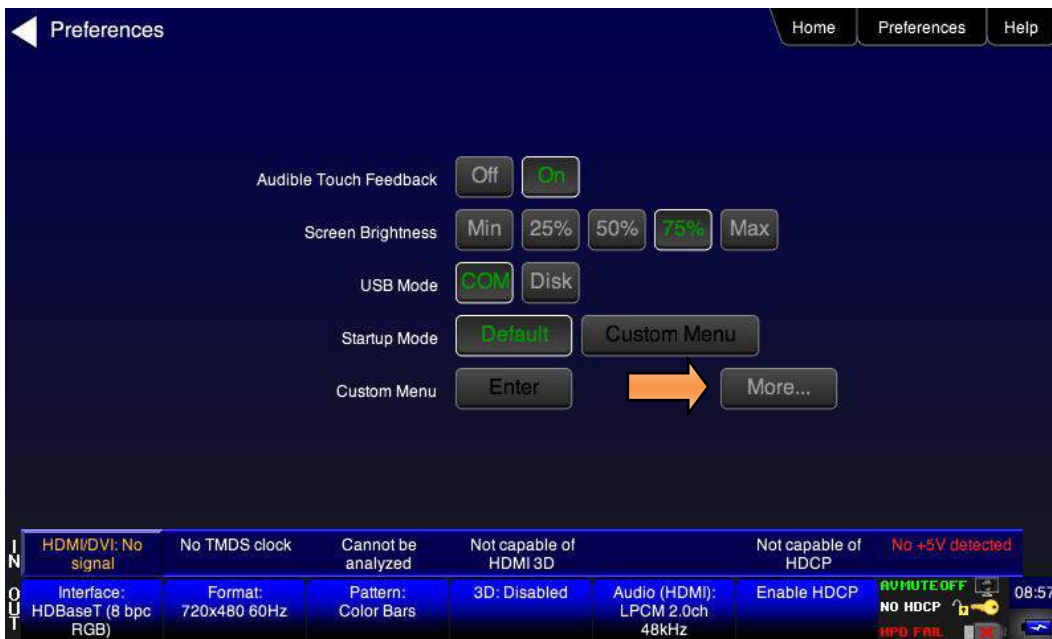 Preferences
Home
Preferences
Help
Audible Touch Feedback
Off
On
Screen Brightness
Min
25%
50%
75%
Max
USB Mode
COM
Disk
Startup Mode
Default
Custom Menu
Custom Menu
Enter
More...
IN
HDMI/DVI: No
signal
No TMDS clock
Cannot be
analyzed
Not capable of
HDMI 3D
Not capable of
HDCP
No +5V detected
OUT
Interface:
HDBaseT (8 bpc
RGB)
Format:
720x480 60Hz
Pattern:
Color Bars
3D: Disabled
Audio (HDMI):
LPCM 2.0ch
48kHz
Enable HDCP
AVMUTE OFF
NO HDCP
HPD FAIL
08:57